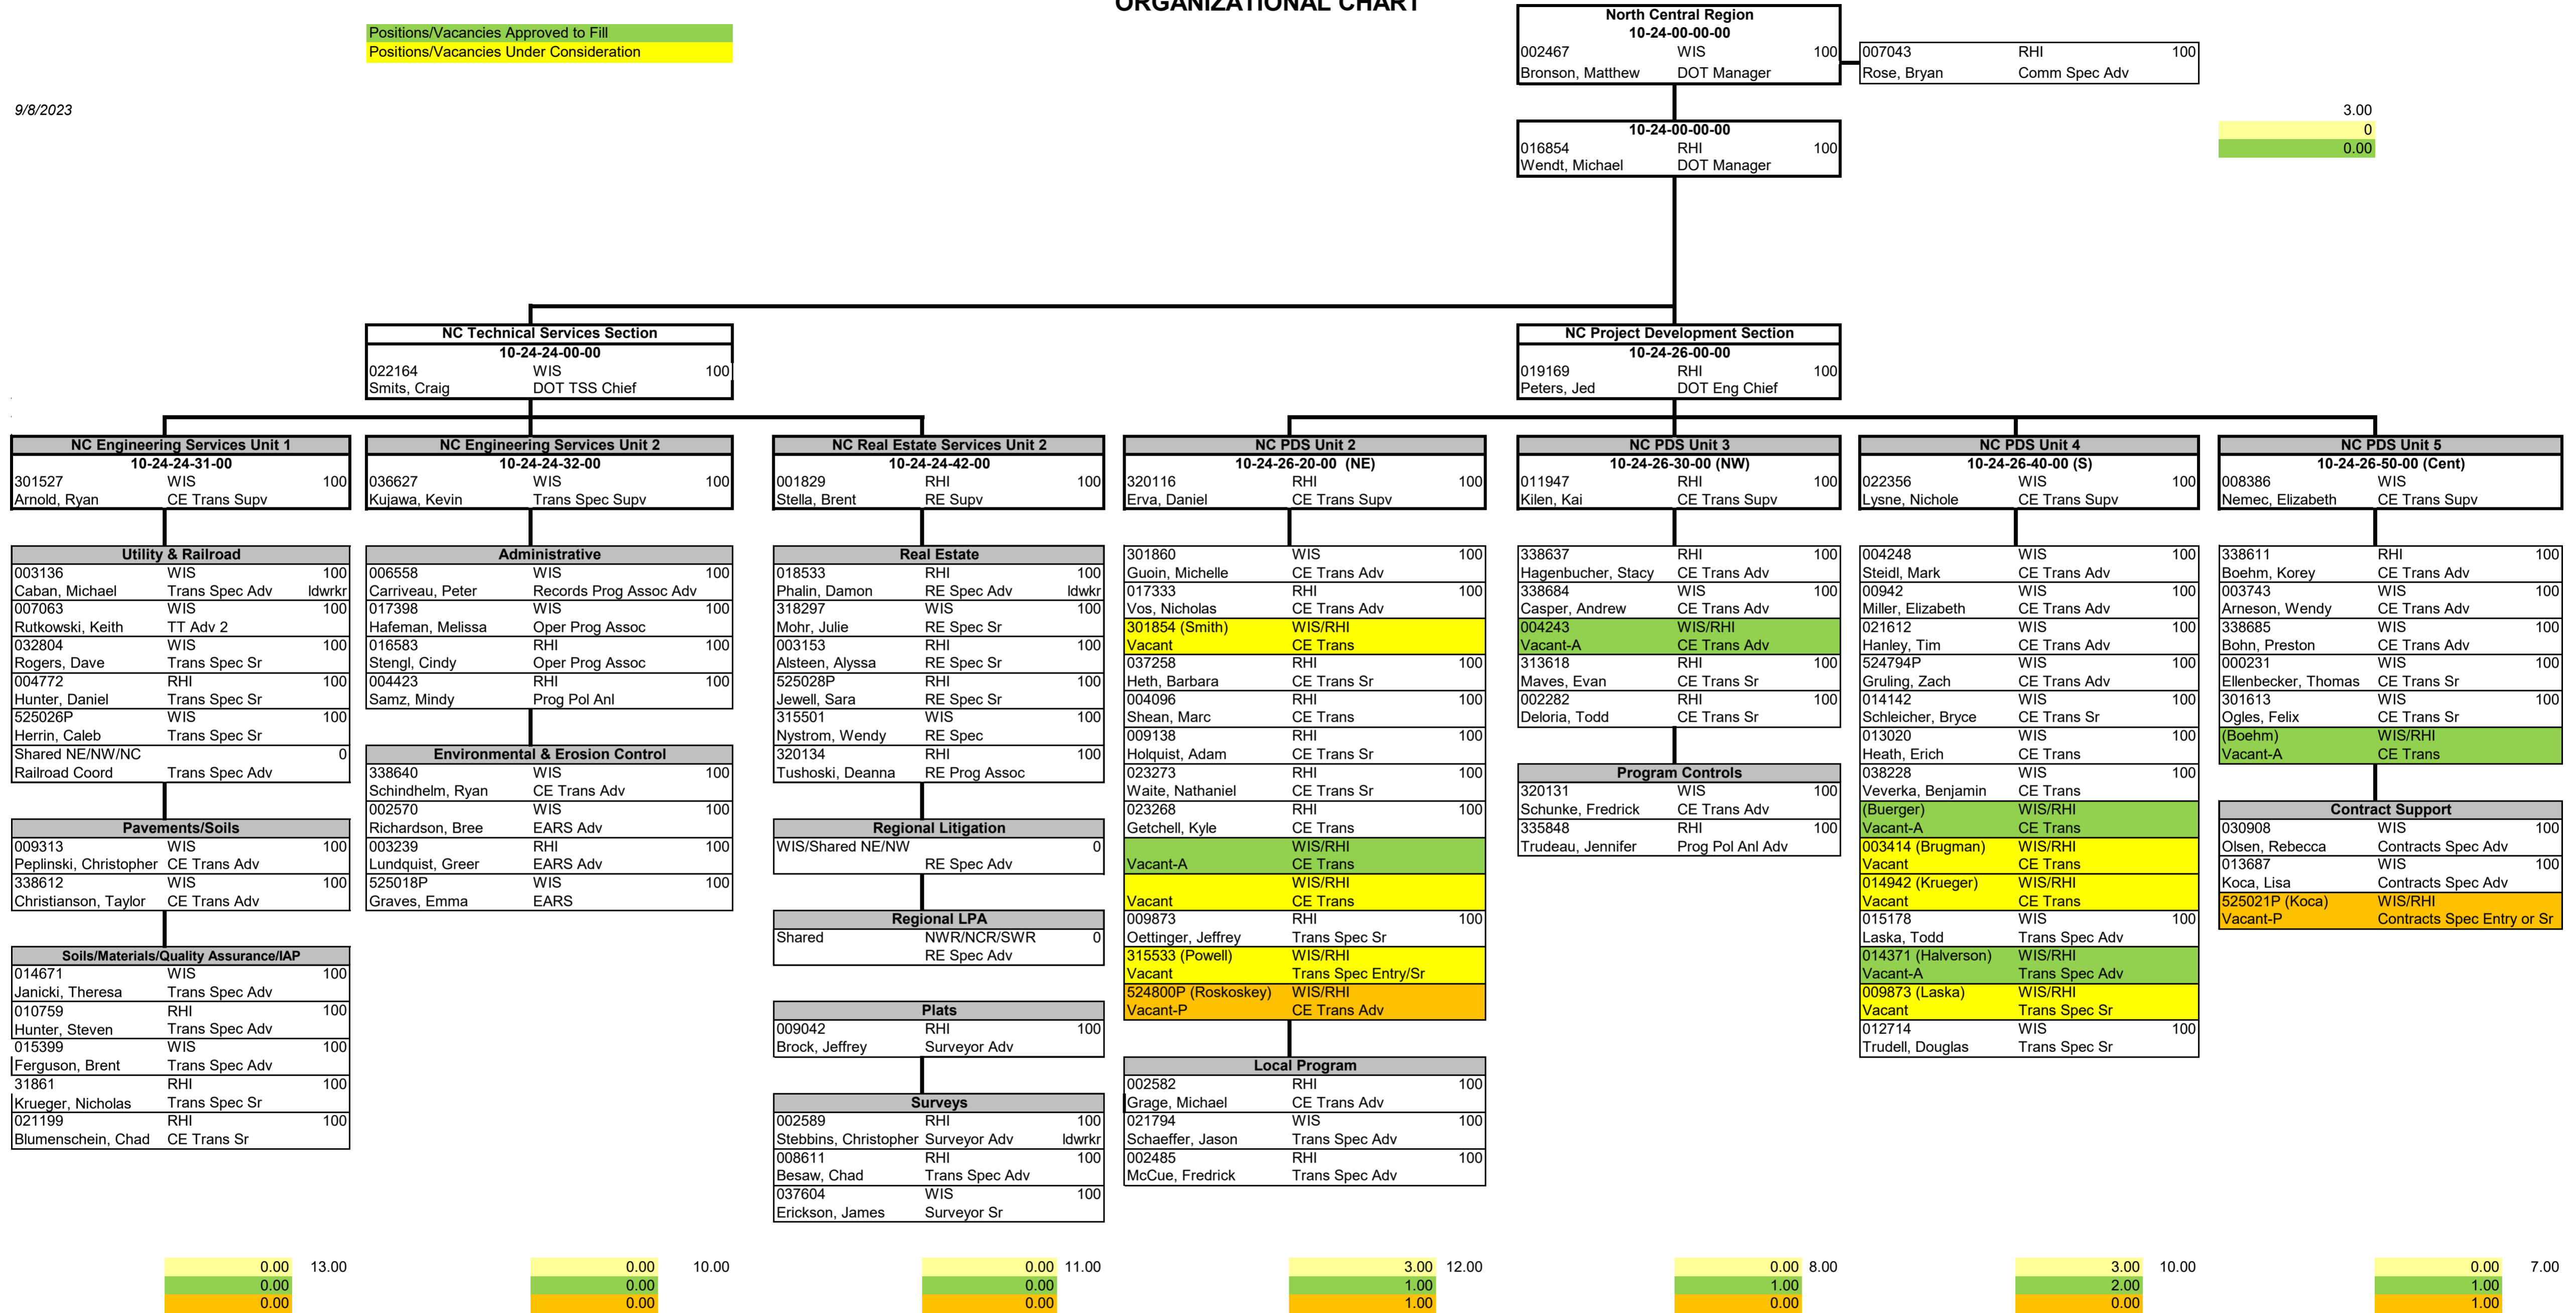 ORGANIZATIONAL CHART
Positions/Vacancies Approved to Fill
Positions/Vacancies Under Consideration
9/8/2023
North Central Region
10-24-00-00-00
002467 WIS 100
Bronson, Matthew DOT Manager
007043 RHI 100
Rose, Bryan Comm Spec Adv
3.00
0
0.00
10-24-00-00-00
016854 RHI 100
Wendt, Michael DOT Manager
NC Technical Services Section
10-24-24-00-00
022164 WIS 100
Smits, Craig DOT TSS Chief
NC Project Development Section
10-24-26-00-00
019169 RHI 100
Peters, Jed DOT Eng Chief
NC Engineering Services Unit 1
10-24-24-31-00
301527 WIS 100
Arnold, Ryan CE Trans Supv
Utility & Railroad
003136 WIS 100
Caban, Michael Trans Spec Adv ldwrkr
007063 WIS 100
Rutkowski, Keith TT Adv 2
032804 WIS 100
Rogers, Dave Trans Spec Sr
004772 RHI 100
Hunter, Daniel Trans Spec Sr
525026P WIS 100
Herrin, Caleb Trans Spec Sr
Shared NE/NW/NC 0
Railroad Coord Trans Spec Adv
Pavements/Soils
009313 WIS 100
Peplinski, Christopher CE Trans Adv
338612 WIS 100
Christianson, Taylor CE Trans Adv
Soils/Materials/Quality Assurance/IAP
014671 WIS 100
Janicki, Theresa Trans Spec Adv
010759 RHI 100
Hunter, Steven Trans Spec Adv
015399 WIS 100
Ferguson, Brent Trans Spec Adv
31861 RHI 100
Krueger, Nicholas Trans Spec Sr
021199 RHI 100
Blumenschein, Chad CE Trans Sr
0.00 13.00
0.00
0.00
NC Engineering Services Unit 2
10-24-24-32-00
036627 WIS 100
Kujawa, Kevin Trans Spec Supv
Administrative
006558 WIS 100
Carriveau, Peter Records Prog Assoc Adv
017398 WIS 100
Hafeman, Melissa Oper Prog Assoc
016583 RHI 100
Stengl, Cindy Oper Prog Assoc
004423 RHI 100
Samz, Mindy Prog Pol Anl
Environmental & Erosion Control
338640 WIS 100
Schindhelm, Ryan CE Trans Adv
002570 WIS 100
Richardson, Bree EARS Adv
003239 RHI 100
Lundquist, Greer EARS Adv
525018P WIS 100
Graves, Emma EARS
0.00 10.00
0.00
0.00
NC Real Estate Services Unit 2
10-24-24-42-00
001829 RHI 100
Stella, Brent RE Supv
Real Estate
018533 RHI 100
Phalin, Damon RE Spec Adv ldwkr
318297 WIS 100
Mohr, Julie RE Spec Sr
003153 RHI 100
Alsteen, Alyssa RE Spec Sr
525028P RHI 100
Jewell, Sara RE Spec Sr
315501 WIS 100
Nystrom, Wendy RE Spec
320134 RHI 100
Tushoski, Deanna RE Prog Assoc
Regional Litigation
WIS/Shared NE/NW 0
RE Spec Adv
Regional LPA
Shared NWR/NCR/SWR 0
RE Spec Adv
Plats
009042 RHI 100
Brock, Jeffrey Surveyor Adv
Surveys
002589 RHI 100
Stebbins, Christopher Surveyor Adv ldwrkr
008611 RHI 100
Besaw, Chad Trans Spec Adv
037604 WIS 100
Erickson, James Surveyor Sr
0.00 11.00
0.00
0.00
NC PDS Unit 2
10-24-26-20-00 (NE)
320116 RHI 100
Erva, Daniel CE Trans Supv
301860 WIS 100
Guoin, Michelle CE Trans Adv
017333 RHI 100
Vos, Nicholas CE Trans Adv
301854 (Smith) WIS/RHI
Vacant CE Trans
037258 RHI 100
Heth, Barbara CE Trans Sr
004096 RHI 100
Shean, Marc CE Trans
009138 RHI 100
Holquist, Adam CE Trans Sr
023273 RHI 100
Waite, Nathaniel CE Trans Sr
023268 RHI 100
Getchell, Kyle CE Trans
WIS/RHI
Vacant-A CE Trans
WIS/RHI
Vacant CE Trans
009873 RHI 100
Oettinger, Jeffrey Trans Spec Sr
315533 (Powell) WIS/RHI
Vacant Trans Spec Entry/Sr
524800P (Roskoskey) WIS/RHI
Vacant-P CE Trans Adv
Local Program
002582 RHI 100
Grage, Michael CE Trans Adv
021794 WIS 100
Schaeffer, Jason Trans Spec Adv
002485 RHI 100
McCue, Fredrick Trans Spec Adv
3.00 12.00
1.00
1.00
NC PDS Unit 3
10-24-26-30-00 (NW)
011947 RHI 100
Kilen, Kai CE Trans Supv
338637 RHI 100
Hagenbucher, Stacy CE Trans Adv
338684 WIS 100
Casper, Andrew CE Trans Adv
004243 WIS/RHI
Vacant-A CE Trans Adv
313618 RHI 100
Maves, Evan CE Trans Sr
002282 RHI 100
Deloria, Todd CE Trans Sr
Program Controls
320131 WIS 100
Schunke, Fredrick CE Trans Adv
335848 RHI 100
Trudeau, Jennifer Prog Pol Anl Adv
0.00 8.00
1.00
0.00
NC PDS Unit 4
10-24-26-40-00 (S)
022356 WIS 100
Lysne, Nichole CE Trans Supv
004248 WIS 100
Steidl, Mark CE Trans Adv
00942 WIS 100
Miller, Elizabeth CE Trans Adv
021612 WIS 100
Hanley, Tim CE Trans Adv
524794P WIS 100
Gruling, Zach CE Trans Adv
014142 WIS 100
Schleicher, Bryce CE Trans Sr
013020 WIS 100
Heath, Erich CE Trans
038228 WIS 100
Veverka, Benjamin CE Trans
(Buerger) WIS/RHI
Vacant-A CE Trans
003414 (Brugman) WIS/RHI
Vacant CE Trans
014942 (Krueger) WIS/RHI
Vacant CE Trans
015178 WIS 100
Laska, Todd Trans Spec Adv
014371 (Halverson) WIS/RHI
Vacant-A Trans Spec Adv
009873 (Laska) WIS/RHI
Vacant Trans Spec Sr
012714 WIS 100
Trudell, Douglas Trans Spec Sr
3.00 10.00
2.00
0.00
NC PDS Unit 5
10-24-26-50-00 (Cent)
008386 WIS
Nemec, Elizabeth CE Trans Supv
338611 RHI 100
Boehm, Korey CE Trans Adv
003743 WIS 100
Arneson, Wendy CE Trans Adv
338685 WIS 100
Bohn, Preston CE Trans Adv
000231 WIS 100
Ellenbecker, Thomas CE Trans Sr
301613 WIS 100
Ogles, Felix CE Trans Sr
(Boehm) WIS/RHI
Vacant-A CE Trans
Contract Support
030908 WIS 100
Olsen, Rebecca Contracts Spec Adv
013687 WIS 100
Koca, Lisa Contracts Spec Adv
525021P (Koca) WIS/RHI
Vacant-P Contracts Spec Entry or Sr
0.00 7.00
1.00
1.00